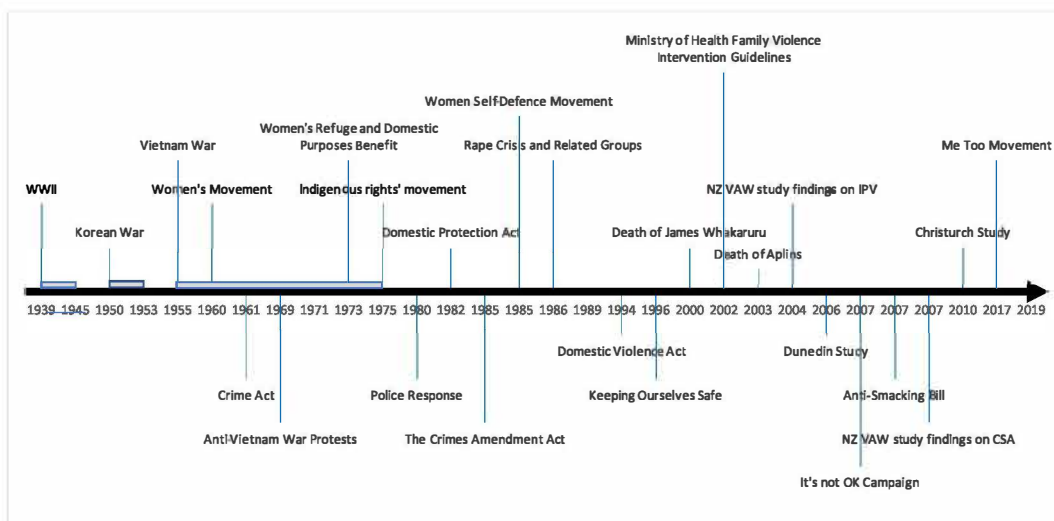 Ministry of Health Family Violence
Intervention Guidelines
Women Self-Defence Movement
Women's Refuge and Domestic
Purposes Benefit
Vietnam War
Rape Crisis and Related Groups
Me Too Movement
WWII
Women's Movement
Indigenous rights' movement
NZ VAW study findings on IPV
Korean War
Domestic Protection Act
Death of James Whakaruru
Death of Aplins
Christurch Study
1939 1945 1950 1953 1955 1960 1961 1969 1971 1973 1975 1980 1982 1985 1985 1986 1989 1994 1996 2000 2002 2003 2004 2006 2007 2007 2007 2010 2017 2019
Domestic Violence Act
Dunedin Study
Crime Act
Police Response
Keeping Ourselves Safe
Anti-Smacking Bill
Anti-Vietnam War Protests
The Crimes Amendment Act
NZ VAW study findings on CSA
It's not OK Campaign